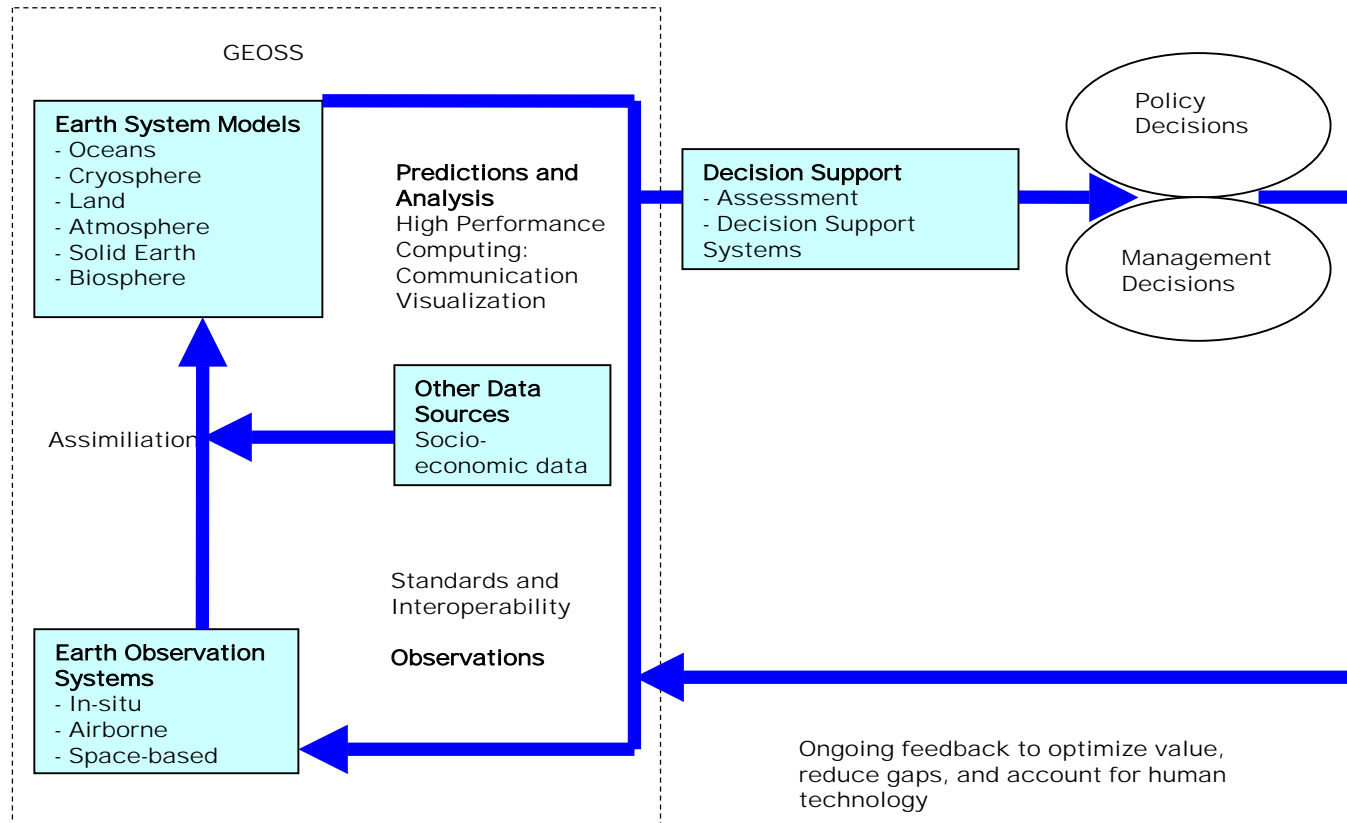 GEOSS
Earth System Models
- Oceans
- Cryosphere
- Land
- Atmosphere
- Solid Earth
- Biosphere
Predictions and
Analysis
High Performance
Computing:
Communication
Visualization
Decision Support
- Assessment
- Decision Support
Systems
Policy
Decisions
Management
Decisions
Other Data
Sources
Socio-
economic data
Assimiliation
Standards and
Interoperability
Observations
Earth Observation
Systems
- In-situ
- Airborne
- Space-based
Ongoing feedback to optimize value,
reduce gaps, and account for human
technology